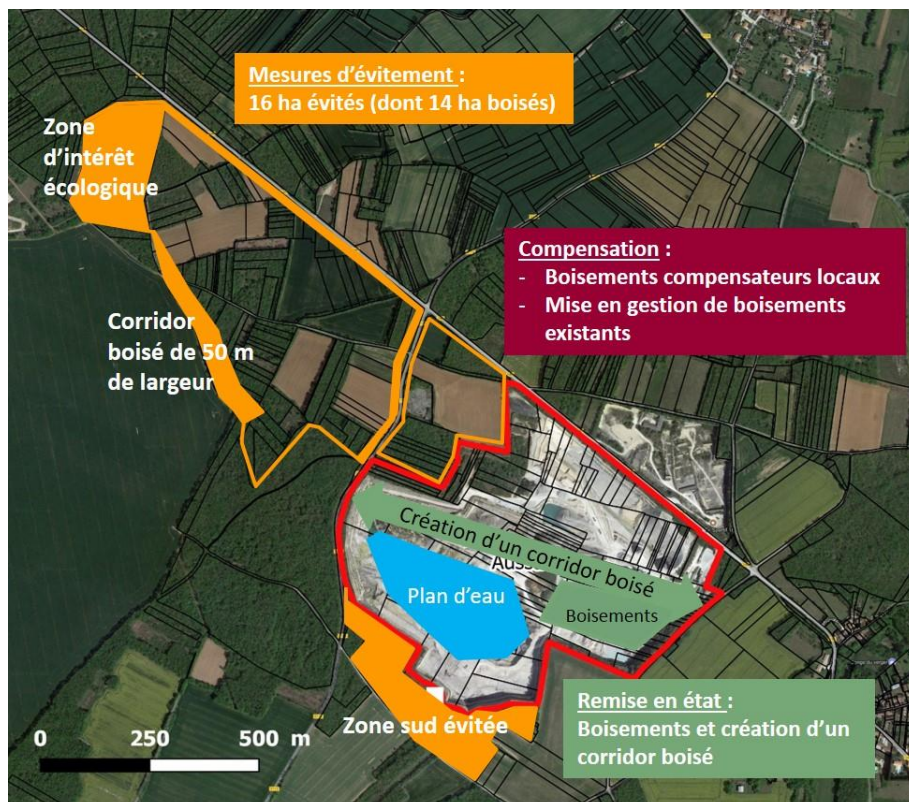 Mesures d'évitement :
16 ha évités (dont 14 ha boisés)
Zone
d'intérêt
écologique
Compensation :
- Boisements compensateurs locaux
- Mise en gestion de boisements
existants
Corridor
boisé de 50 m
de largeur
Création d'un corridor boisé
Plan d'eau
Boisements
Zone sud évitée
Remise en état :
Boisements et création d'un
corridor boisé
0 250 500 m